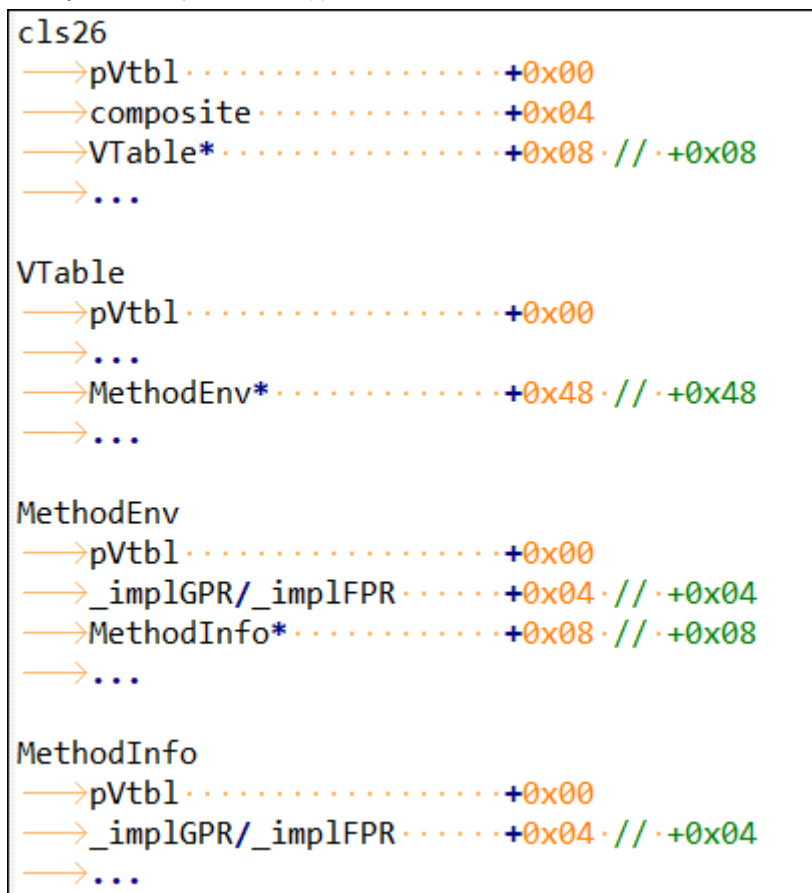 cls26
→pVtbl···················+0x00
→composite···············+0x04
→VTable*·················+0x08·//·+0x08
→...
VTable
→pVtbl···················+0x00
→...
→MethodEnv*··············+0x48·//·+0x48
→...
MethodEnv
→pVtbl···················+0x00
→_implGPR/_implFPR·······+0x04·//·+0x04
→MethodInfo*·············+0x08·//·+0x08
→...
MethodInfo
→pVtbl···················+0x00
→_implGPR/_implFPR·······+0x04·//·+0x04
→...